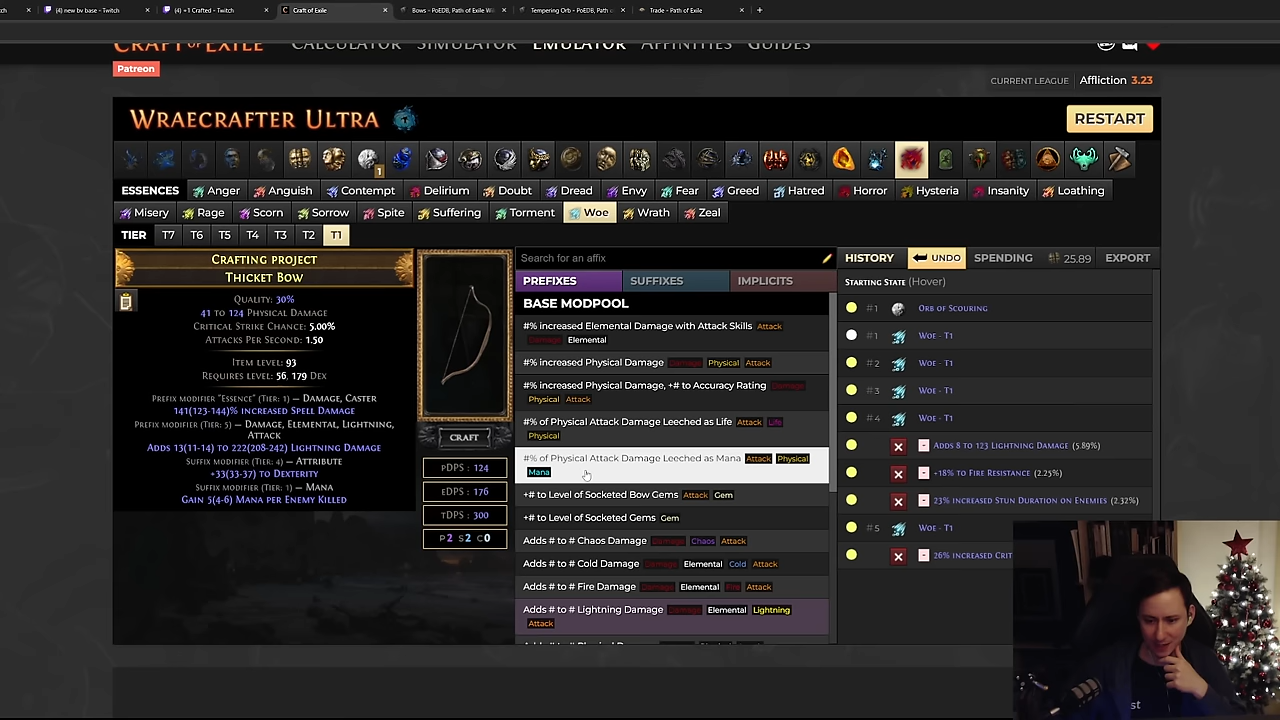 (4) new bv base - Twitch
(4) +1 Crafted - Twitch
Craft of Exile
Bows - PoEDB, Path of Exile Wi
Tempering Orb - PoEDB, Path o
Trade - Path of Exile
CRAFT OF EXILE
CALCULATOR
SIMULATOR
EMULATOR
AFFINITIES
GUIDES
Patreon
CURRENT LEAGUE
Affliction 3.23
WRAECRAFTER ULTRA
RESTART
1
ESSENCES
Anger
Anguish
Contempt
Delirium
Doubt
Dread
Envy
Fear
Greed
Hatred
Horror
Hysteria
Insanity
Loathing
Misery
Rage
Scorn
Sorrow
Spite
Suffering
Torment
Woe
Wrath
Zeal
TIER
T7
T6
T5
T4
T3
T2
T1
CRAFTING PROJECT
THICKET BOW
QUALITY: 30%
41 TO 124 PHYSICAL DAMAGE
CRITICAL STRIKE CHANCE: 5.00%
ATTACKS PER SECOND: 1.50
ITEM LEVEL: 93
REQUIRES LEVEL: 56, 179 DEX
PREFIX MODIFIER "ESSENCE" (TIER: 1) — DAMAGE, CASTER
141(123-144)% INCREASED SPELL DAMAGE
PREFIX MODIFIER (TIER: 5) — DAMAGE, ELEMENTAL, LIGHTNING,
ATTACK
ADDS 13(11-14) TO 222(208-242) LIGHTNING DAMAGE
SUFFIX MODIFIER (TIER: 4) — ATTRIBUTE
+33(33-37) TO DEXTERITY
SUFFIX MODIFIER (TIER: 1) — MANA
GAIN 5(4-6) MANA PER ENEMY KILLED
CRAFT
PDPS : 124
EDPS : 176
TDPS : 300
P2 S2 C0
Search for an affix
PREFIXES
SUFFIXES
IMPLICITS
BASE MODPOOL
#% increased Elemental Damage with Attack Skills Attack
Damage Elemental
#% increased Physical Damage Damage Physical Attack
#% increased Physical Damage, +# to Accuracy Rating Damage
Physical Attack
#% of Physical Attack Damage Leeched as Life Attack Life
Physical
#% of Physical Attack Damage Leeched as Mana Attack Physical
Mana
+# to Level of Socketed Bow Gems Attack Gem
+# to Level of Socketed Gems Gem
Adds # to # Chaos Damage Damage Chaos Attack
Adds # to # Cold Damage Damage Elemental Cold Attack
Adds # to # Fire Damage Damage Elemental Fire Attack
Adds # to # Lightning Damage Damage Elemental Lightning
Attack
HISTORY
UNDO
SPENDING
25.89
EXPORT
STARTING STATE (Hover)
#1 ORB OF SCOURING
#1 WOE - T1
#2 WOE - T1
#3 WOE - T1
#4 WOE - T1
- ADDS 8 TO 123 LIGHTNING DAMAGE (5.89%)
- +18% TO FIRE RESISTANCE (2.25%)
- 23% INCREASED STUN DURATION ON ENEMIES (2.32%)
#5 WOE - T1
- 26% INCREASED CRIT
st